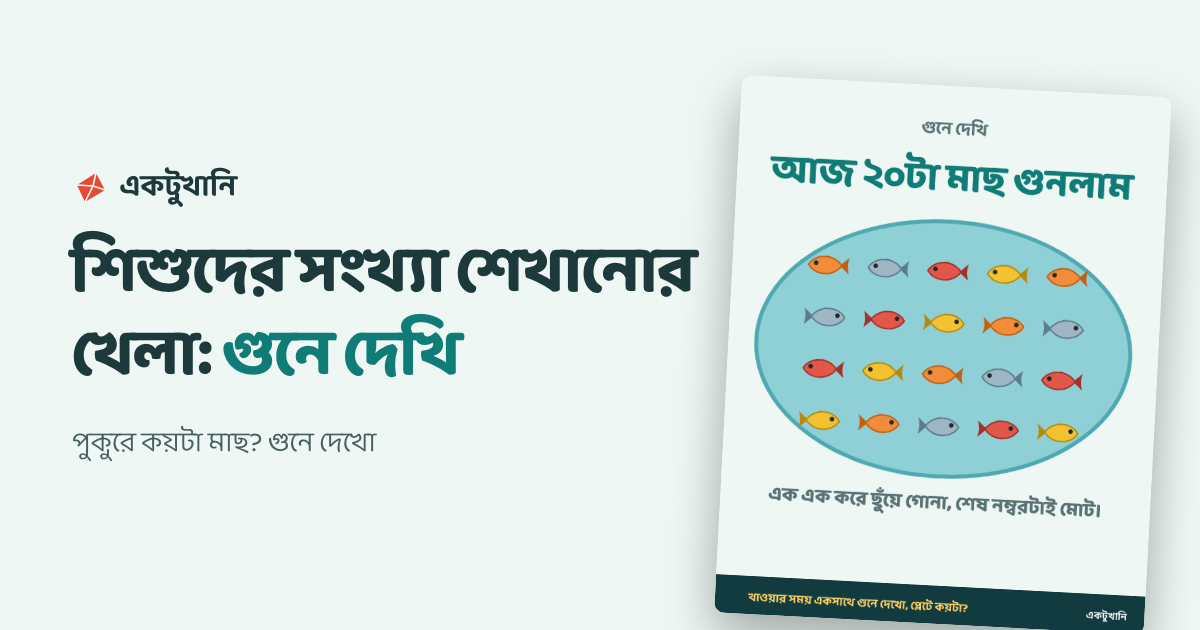 একটুখানি
শিশুদের সংখ্যা শেখানোর
খেলা: গুনে দেখি
পুকুরে কয়টা মাছ? গুনে দেখো
গুনে দেখি
আজ ২০টা মাছ গুনলাম
এক এক করে ছুঁয়ে গোনা, শেষ নম্বরটাই মোট।
খাওয়ার সময় একসাথে গুনে দেখো, প্লেটে কয়টা?
একটুখানি